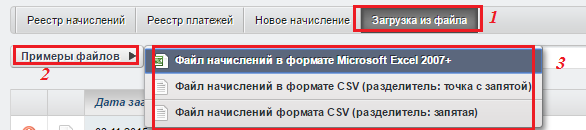 Реестр начислений Реестр платежей Новое начисление Загрузка из файла 1
Примеры файлов 2
Файл начислений в формате Microsoft Excel 2007+ 3
Файл начислений в формате CSV (разделитель: точка с запятой)
Файл начислений формата CSV (разделитель: запятая)
Дата заг